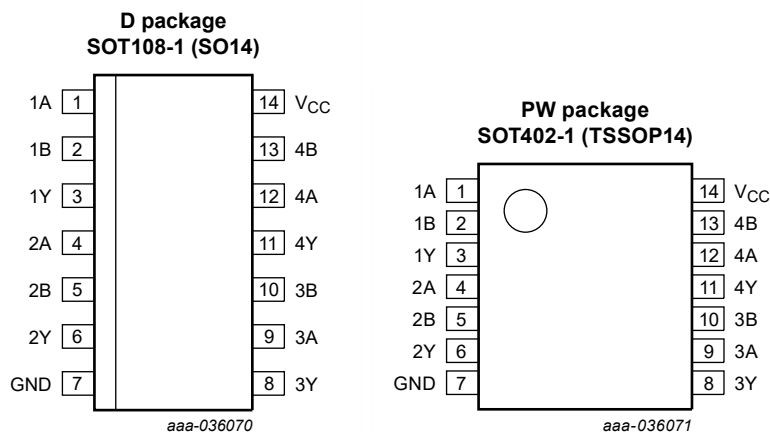 D package
SOT108-1 (SO14)
1A 1 14 VCC
1B 2 13 4B
1Y 3 12 4A
2A 4 11 4Y
2B 5 10 3B
2Y 6 9 3A
GND 7 8 3Y
aaa-036070
PW package
SOT402-1 (TSSOP14)
1A 1 14 VCC
1B 2 13 4B
1Y 3 12 4A
2A 4 11 4Y
2B 5 10 3B
2Y 6 9 3A
GND 7 8 3Y
aaa-036071